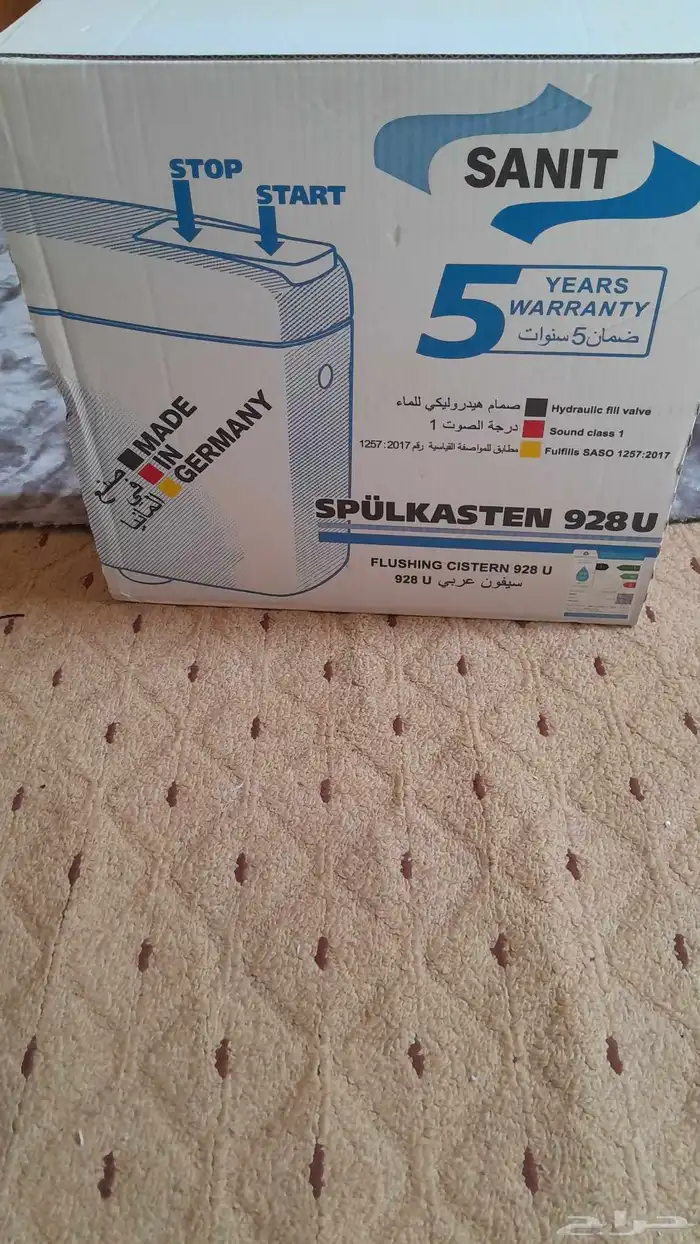 STOP
START
SANIT
5 YEARS
WARRANTY
ضمان 5 سنوات
MADE
IN
GERMANY
صنع
في
ألمانيا
صمام هيدروليكي للماء Hydraulic fill valve
درجة الصوت 1 Sound class 1
مطابق للمواصفة القياسية رقم 1257:2017 Fulfills SASO 1257:2017
SPÜLKASTEN 928 U
FLUSHING CISTERN 928 U
سيفون عربي 928 U
حراج